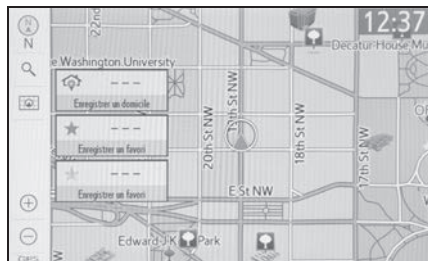 12:37
N
N
22nd
Decatur House Mu
e Washington University
- - -
Enregistrer un domicile
- - -
Enregistrer un favori
- - -
Enregistrer un favori
20th St NW
19th St NW
18th St NW
17th St NW
E St NW
Edward J K
Park